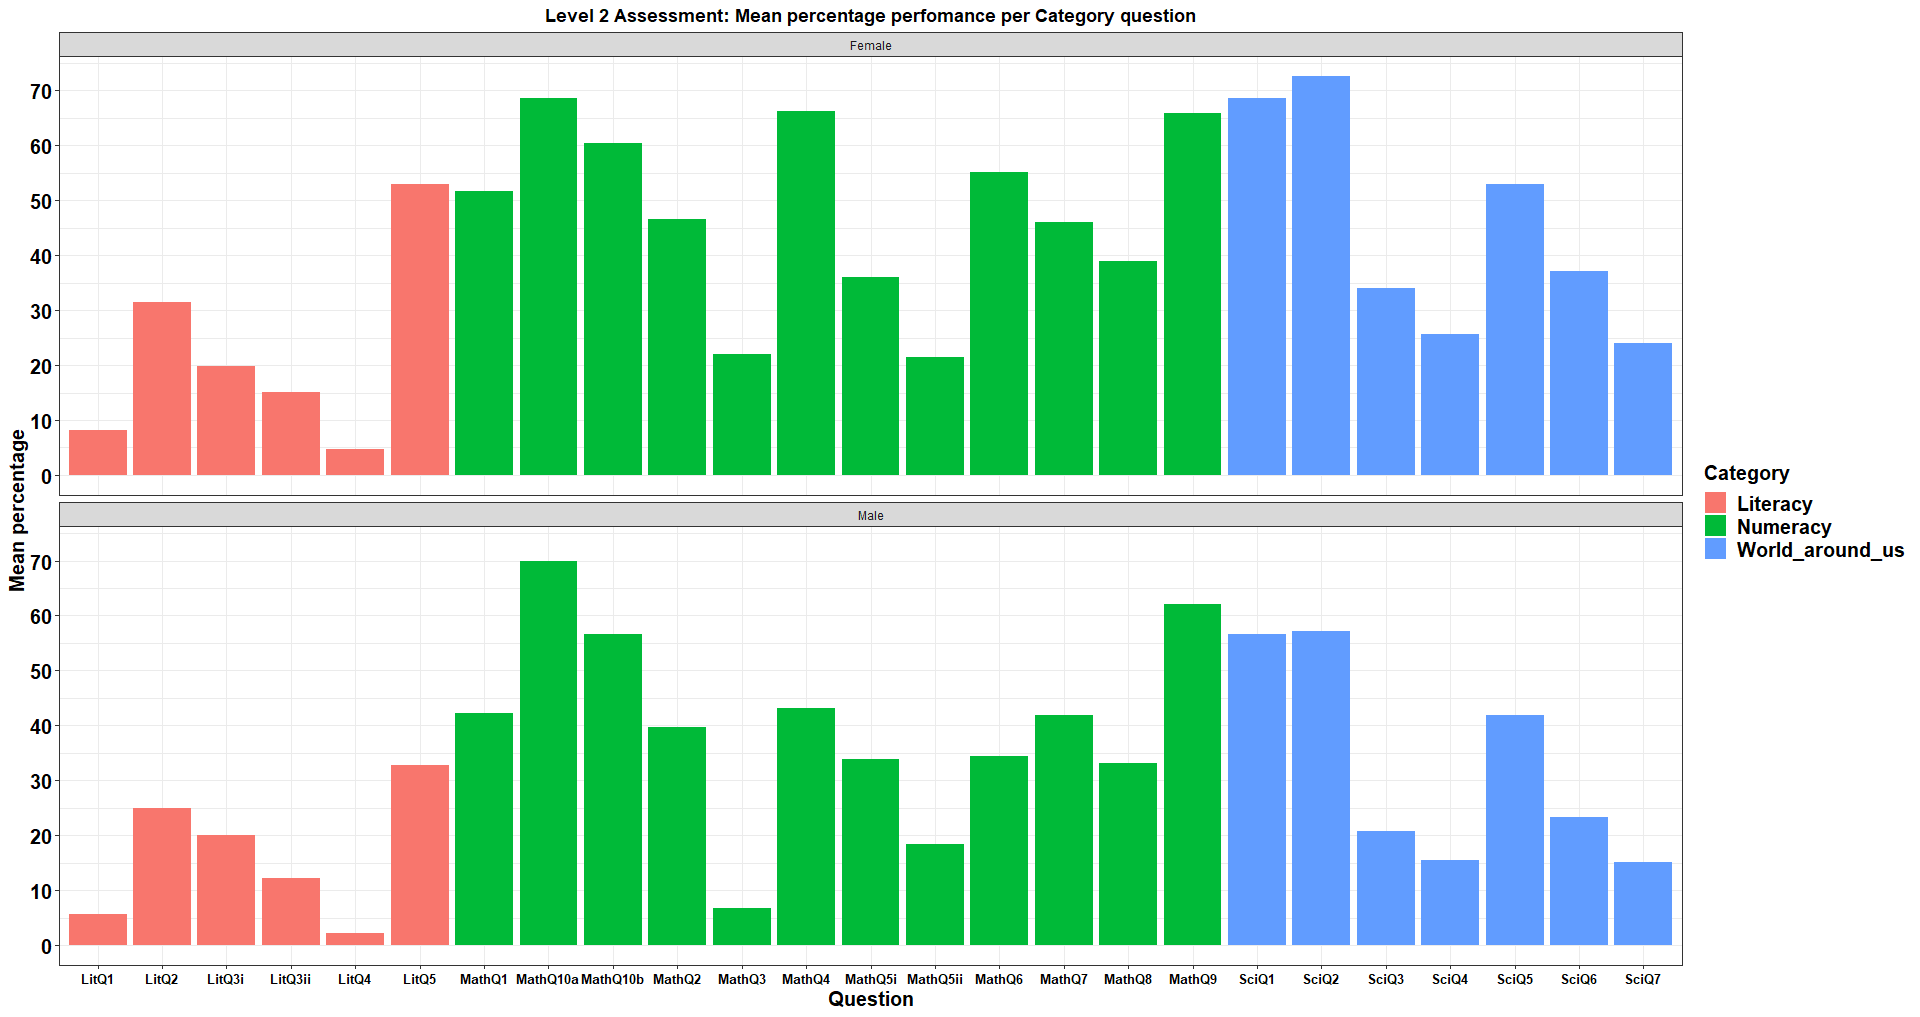 Level 2 Assessment: Mean percentage perfomance per Category question
Female
70
60
50
40
30
20
10
0
Male
70
60
50
40
30
20
10
0
Mean percentage
LitQ1 LitQ2 LitQ3i LitQ3ii LitQ4 LitQ5 MathQ1 MathQ10a MathQ10b MathQ2 MathQ3 MathQ4 MathQ5i MathQ5ii MathQ6 MathQ7 MathQ8 MathQ9 SciQ1 SciQ2 SciQ3 SciQ4 SciQ5 SciQ6 SciQ7
Question
Category
Literacy
Numeracy
World_around_us